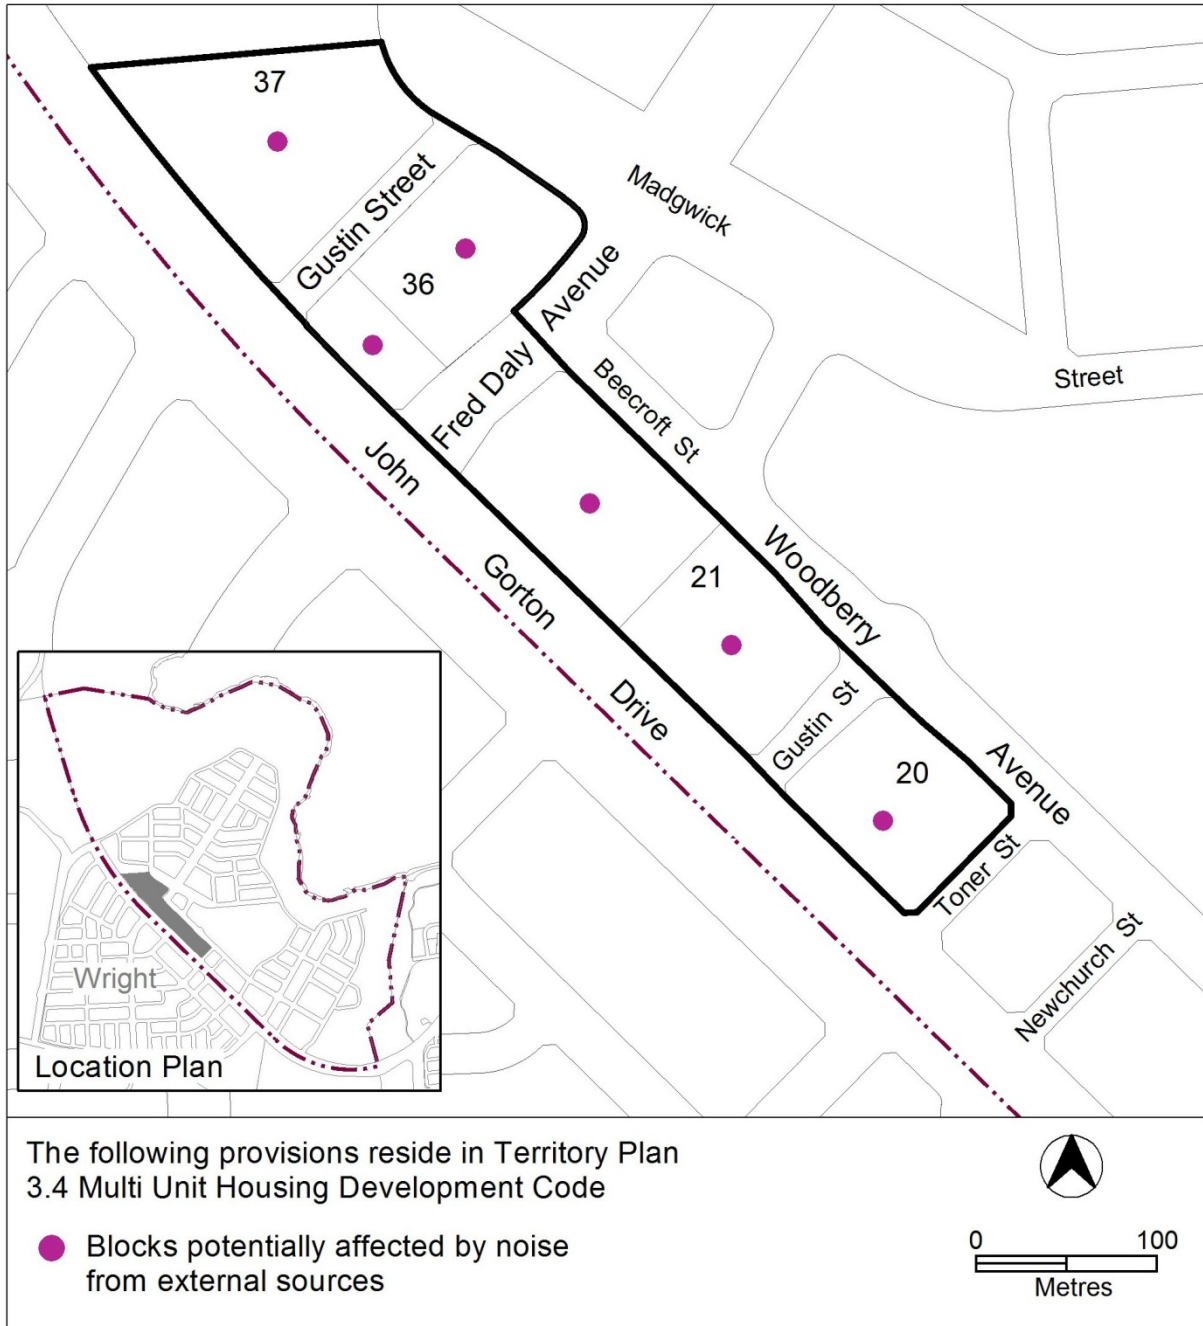 37
Madgwick
Gustin Street
36
Avenue
Fred Daly
Beecroft St
Street
John
Gorton
Drive
21
Woodberry
Gustin St
20
Avenue
Toner St
Newchurch St
Wright
Location Plan
The following provisions reside in Territory Plan
3.4 Multi Unit Housing Development Code
Blocks potentially affected by noise
from external sources
0 100
Metres